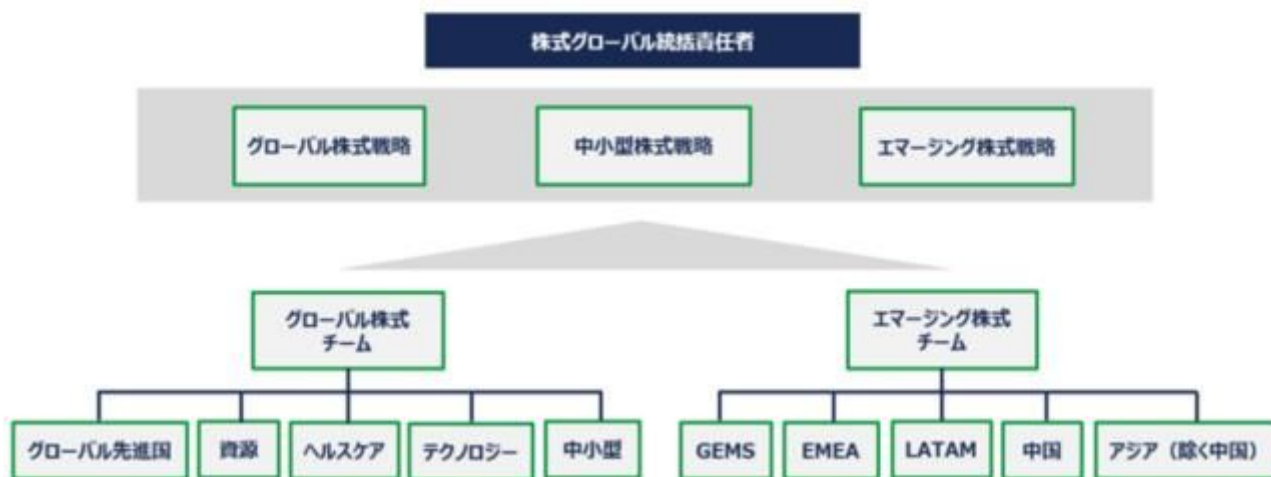 株式グローバル統括責任者
グローバル株式戦略
中小型株式戦略
エマージング株式戦略
グローバル株式
チーム
エマージング株式
チーム
グローバル先進国
資源
ヘルスケア
テクノロジー
中小型
GEMS
EMEA
LATAM
中国
アジア（除く中国）